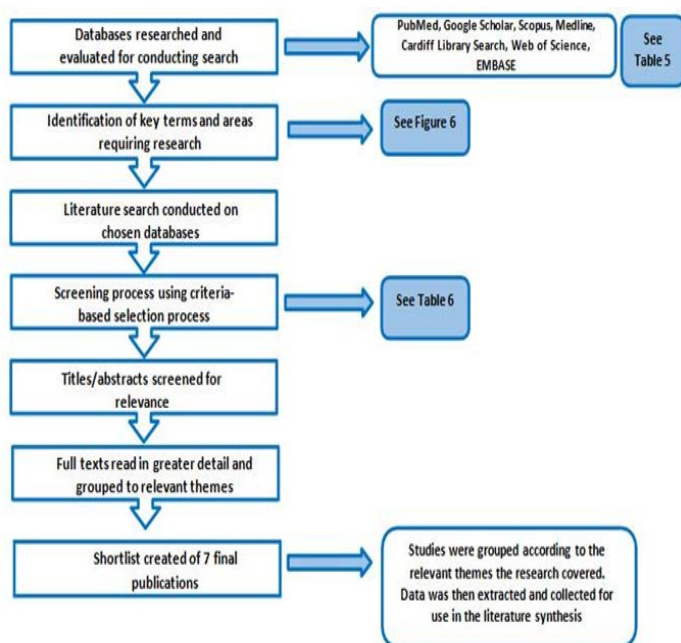 Databases researched and
evaluated for conducting search
PubMed, Google Scholar, Scopus, Medline,
Cardiff Library Search, Web of Science,
EMBASE
See
Table 5
Identification of key terms and areas
requiring research
See Figure 6
Literature search conducted on
chosen databases
Screening process using criteria-
based selection process
See Table 6
Titles/abstracts screened for
relevance
Full texts read in greater detail and
grouped to relevant themes
Shortlist created of 7 final
publications
Studies were grouped according to the
relevant themes the research covered.
Data was then extracted and collected for
use in the literature synthesis